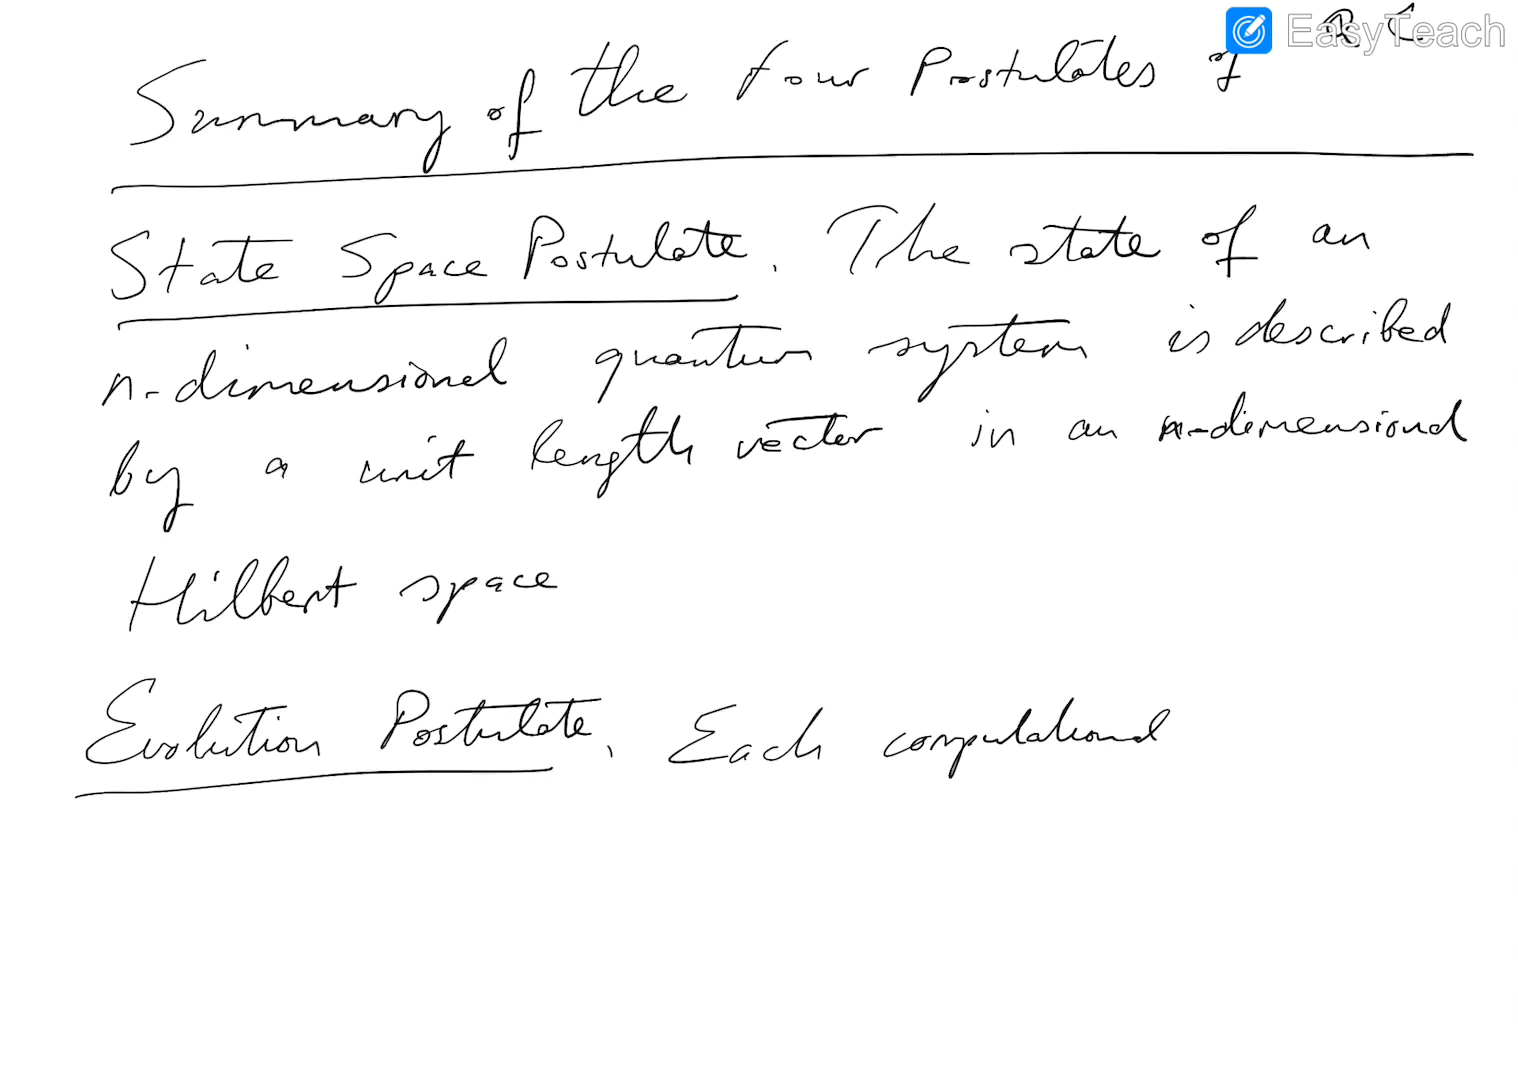 EasyTeach
Summary of the four Postulates of Q.C.
State Space Postulate. The state of an
n-dimensional quantum system is described
by a unit length vector in an n-dimensional
Hilbert space
Evolution Postulate. Each computational